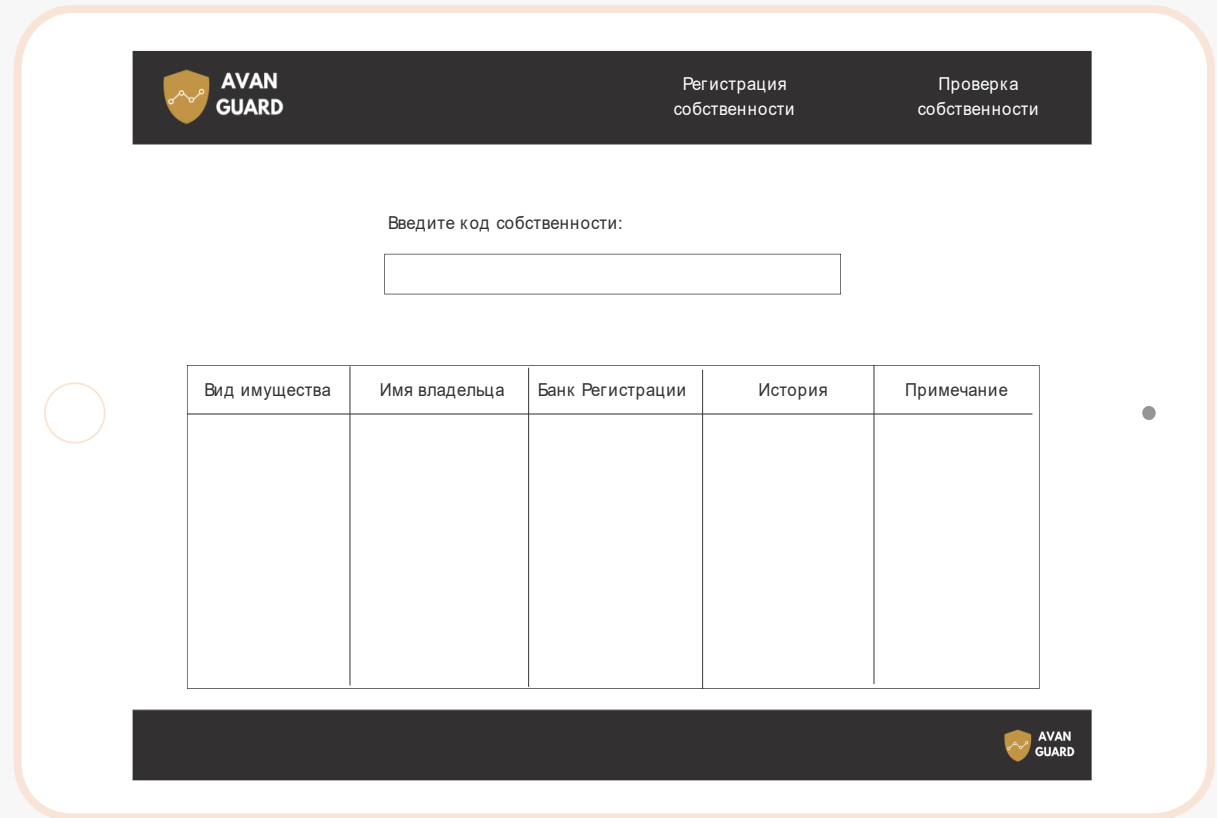 AVAN
GUARD
Регистрация
собственности
Проверка
собственности
Введите код собственности:
Вид имущества
Имя владельца
Банк Регистрации
История
Примечание
AVAN
GUARD